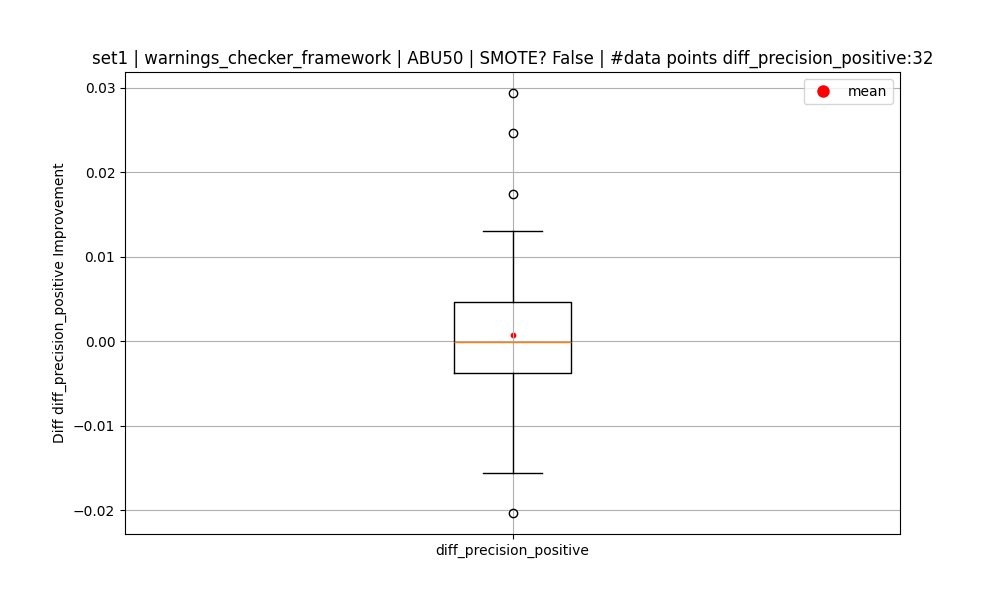 set1 | warnings_checker_framework | ABU50 | SMOTE? False | #data points diff_precision_positive:32
mean
0.03
0.02
0.01
0.00
−0.01
−0.02
Diff diff_precision_positive Improvement
diff_precision_positive